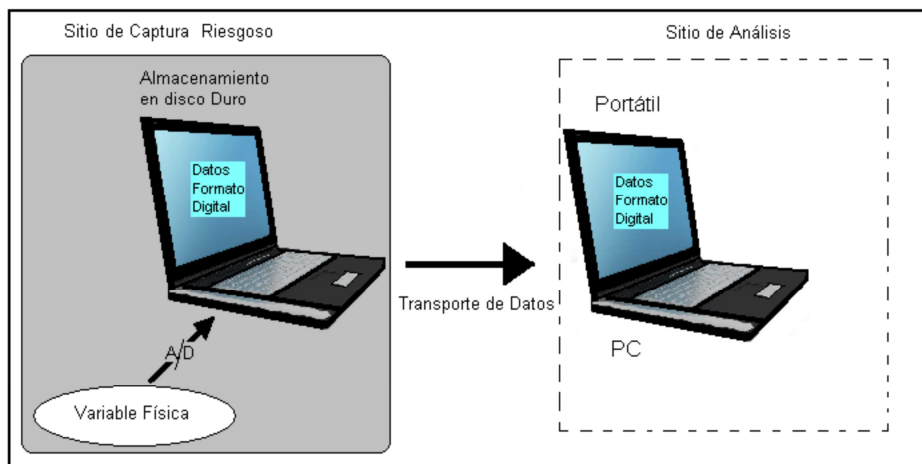 Sitio de Captura Riesgoso
Almacenamiento
en disco Duro
Datos
Formato
Digital
A/D
Variable Física
Transporte de Datos
Sitio de Análisis
Portátil
Datos
Formato
Digital
PC